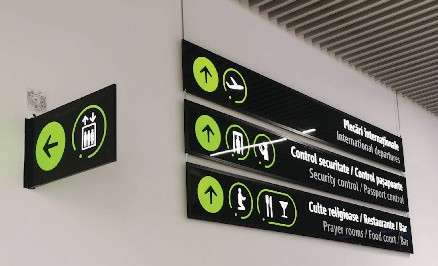 Plecări internaționale
International departures
Control securitate / Control pașapoarte
Security control / Passport control
Culte religioase / Restaurante / Bar
Prayer rooms / Food court / Bar